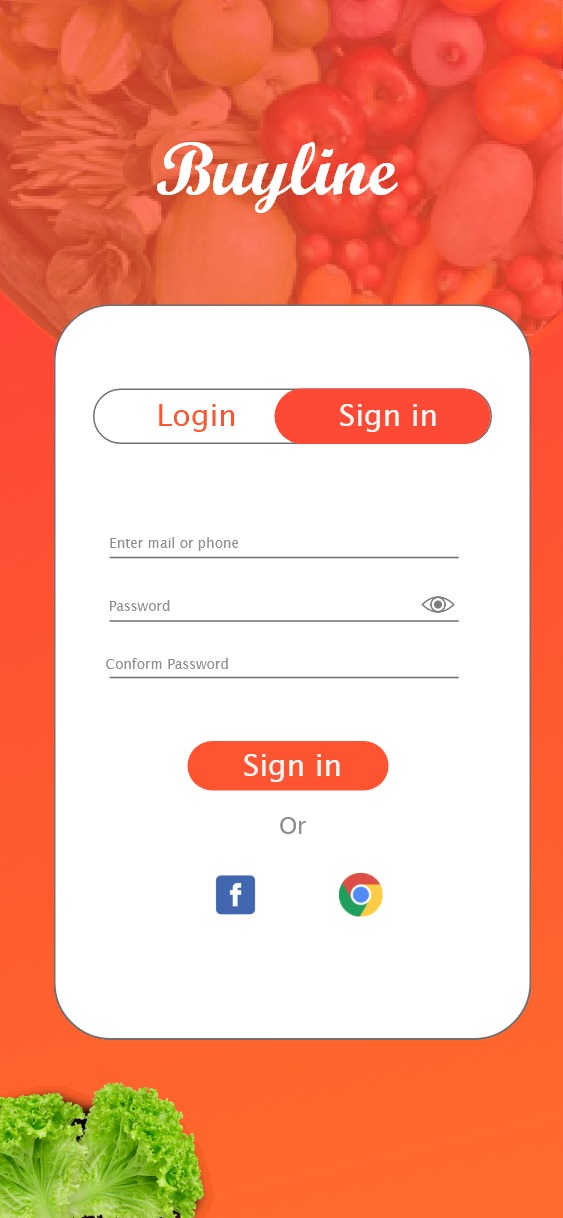 Buyline
Login Sign in
Enter mail or phone
Password
Conform Password
Sign in
Or
f